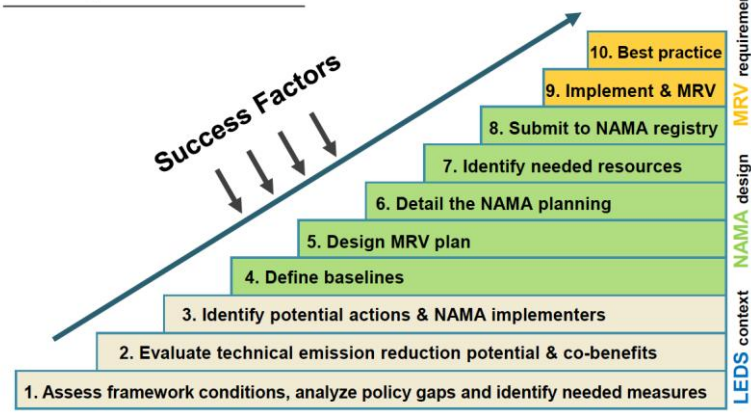 Success Factors
10. Best practice
9. Implement & MRV
8. Submit to NAMA registry
7. Identify needed resources
6. Detail the NAMA planning
5. Design MRV plan
4. Define baselines
3. Identify potential actions & NAMA implementers
2. Evaluate technical emission reduction potential & co-benefits
1. Assess framework conditions, analyze policy gaps and identify needed measures
LEDS context
NAMA design
MRV